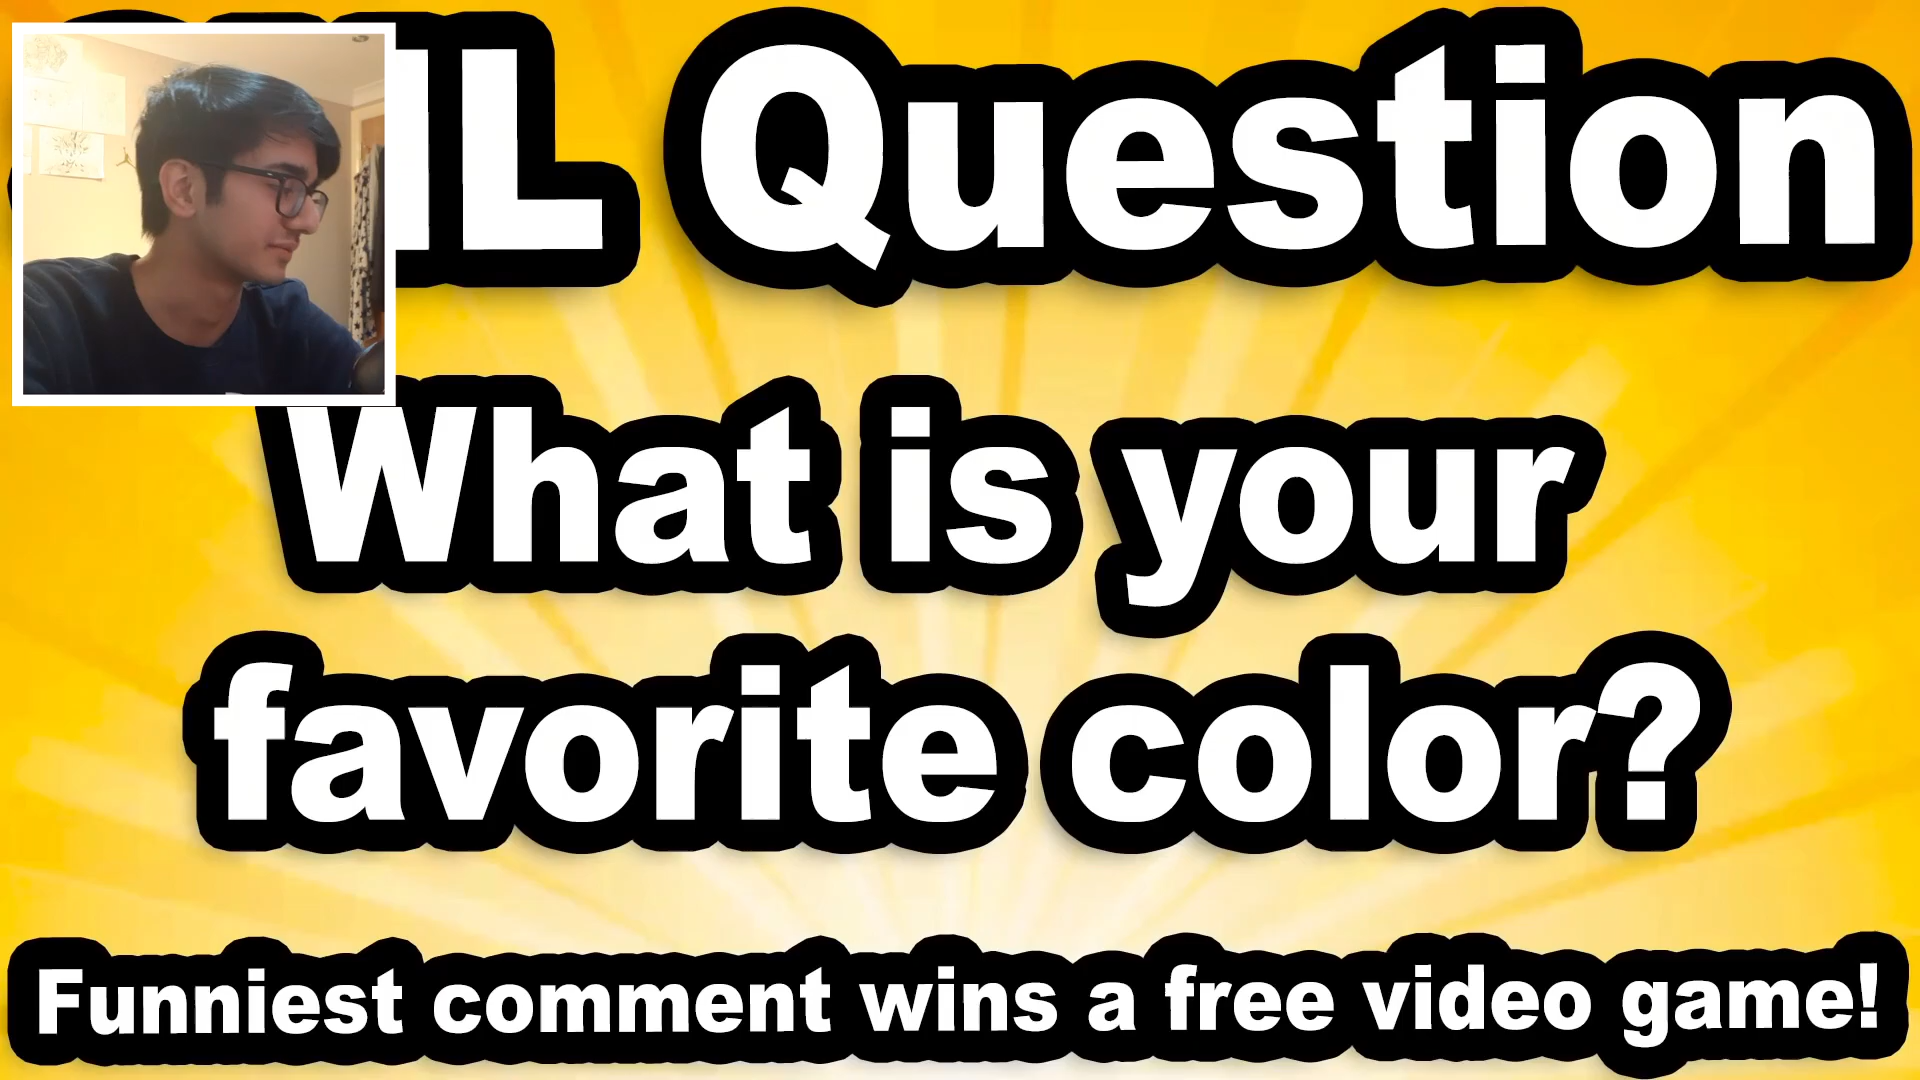 Question
What is your
favorite color?
Funniest comment wins a free video game!